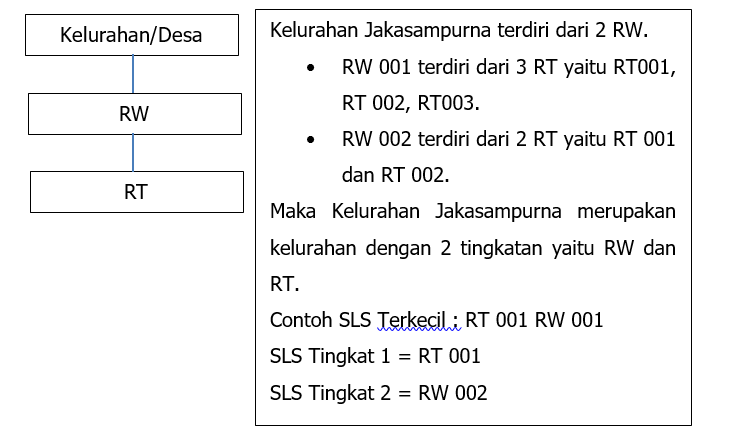 Kelurahan/Desa
RW
RT
Kelurahan Jakasampurna terdiri dari 2 RW.
• RW 001 terdiri dari 3 RT yaitu RT001,
RT 002, RT003.
• RW 002 terdiri dari 2 RT yaitu RT 001
dan RT 002.
Maka Kelurahan Jakasampurna merupakan
kelurahan dengan 2 tingkatan yaitu RW dan
RT.
Contoh SLS Terkecil : RT 001 RW 001
SLS Tingkat 1 = RT 001
SLS Tingkat 2 = RW 002